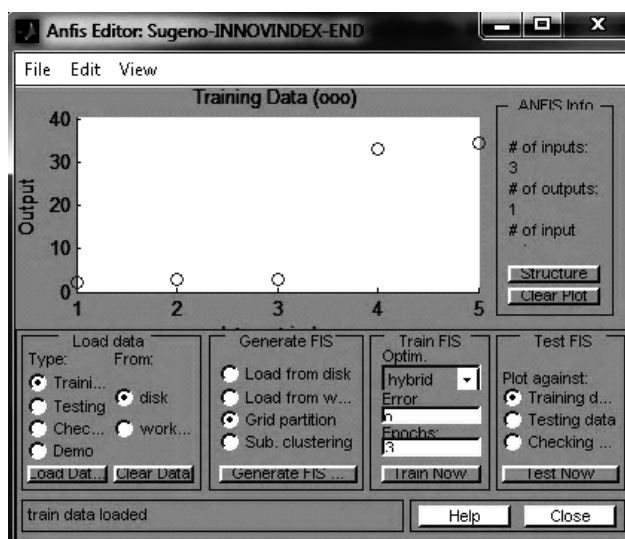 Anfis Editor: Sugeno-INNOVINDEX-END
File Edit View
Training Data (ooo)
40
30
20
10
0
Output
1 2 3 4 5
ANFIS Info
# of inputs:
3
# of outputs:
1
# of input
Structure
Clear Plot
Load data
Type: From:
Traini...
Testing
Chec...
Demo
disk
work...
Load Dat... Clear Data
Generate FIS
Load from disk
Load from w...
Grid partition
Sub. clustering
Generate FIS ...
Train FIS
Optim.
hybrid
Error
0
Epochs:
3
Train Now
Test FIS
Plot against:
Training d...
Testing data
Checking ...
Test Now
train data loaded
Help Close